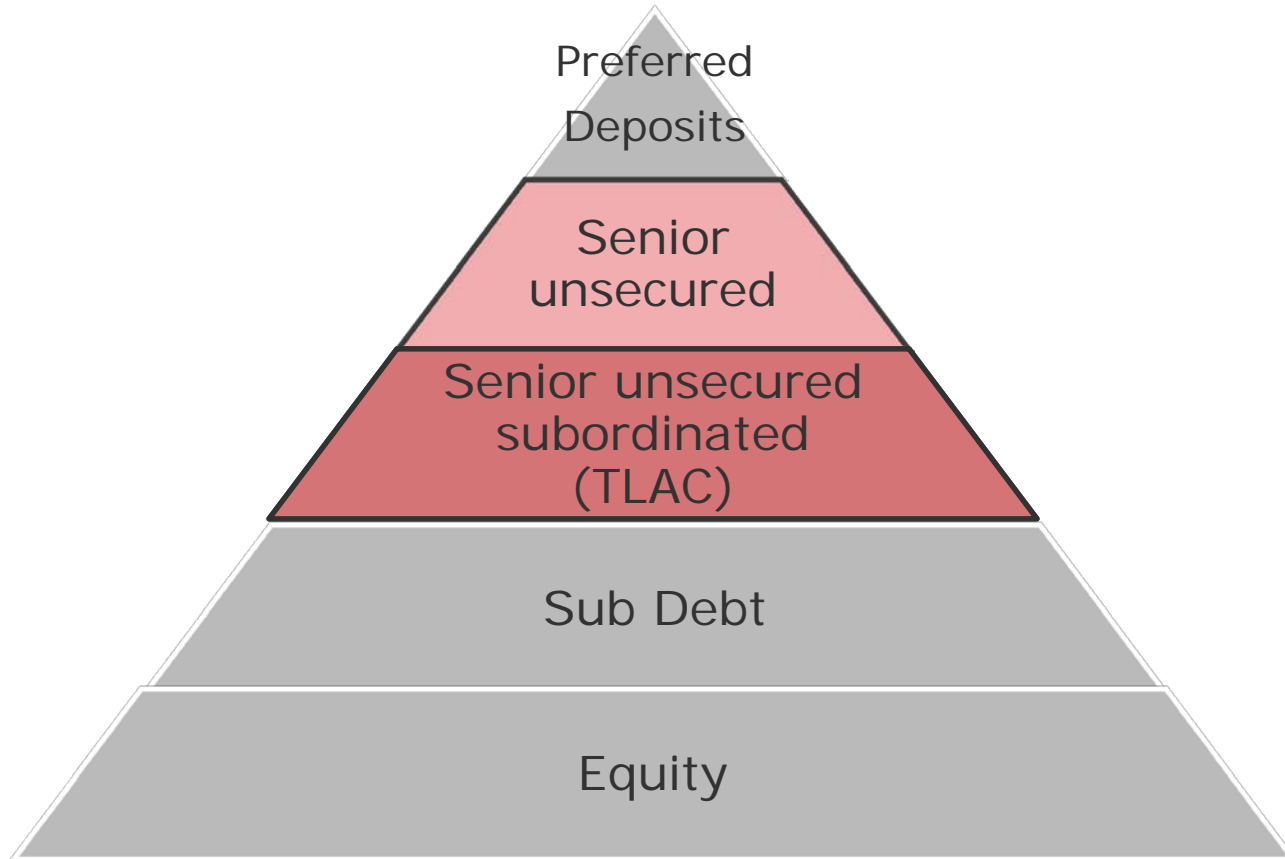 Preferred
Deposits
Senior
unsecured
Senior unsecured
subordinated
(TLAC)
Sub Debt
Equity